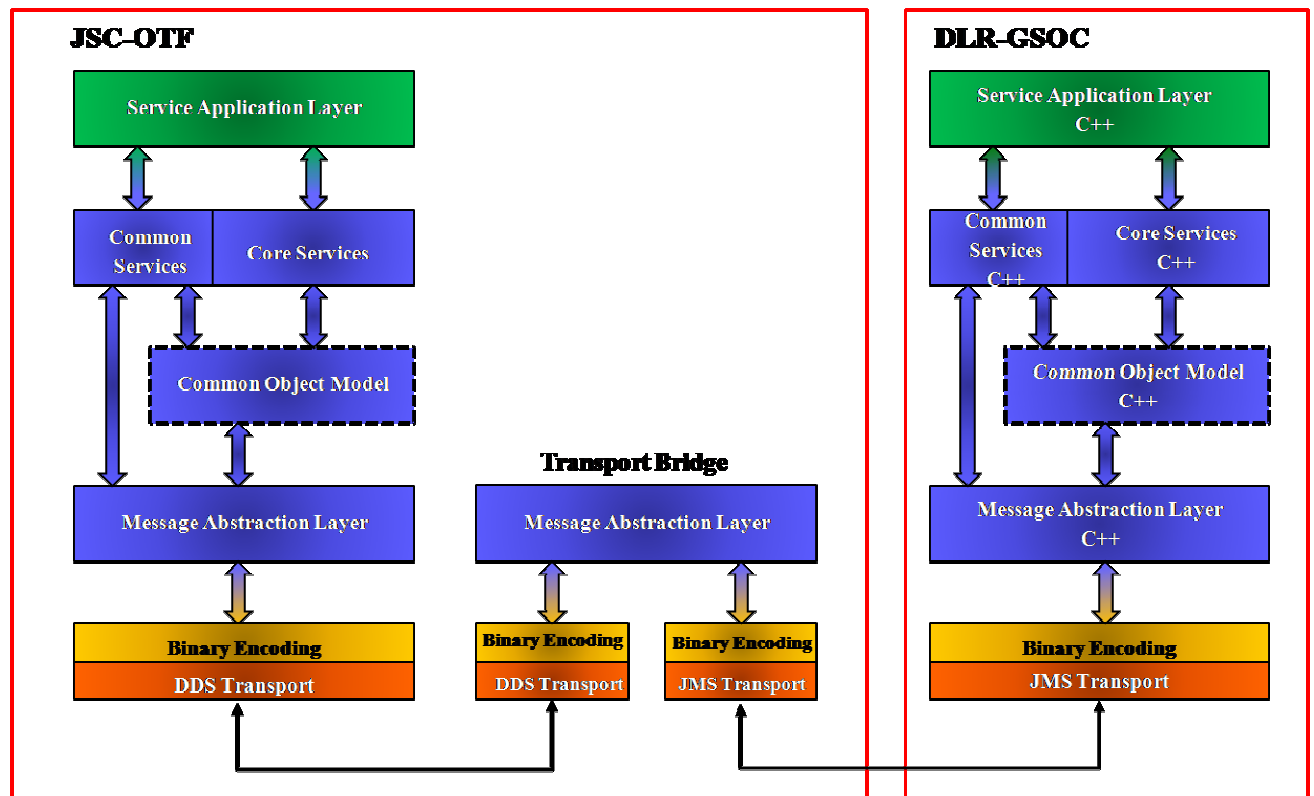 JSC-OTF
Service Application Layer
Common
Services
Core Services
Common Object Model
Message Abstraction Layer
Binary Encoding
DDS Transport
Transport Bridge
Message Abstraction Layer
Binary Encoding
DDS Transport
Binary Encoding
JMS Transport
DLR-GSOC
Service Application Layer
C++
Common
Services
C++
Core Services
C++
Common Object Model
C++
Message Abstraction Layer
C++
Binary Encoding
JMS Transport